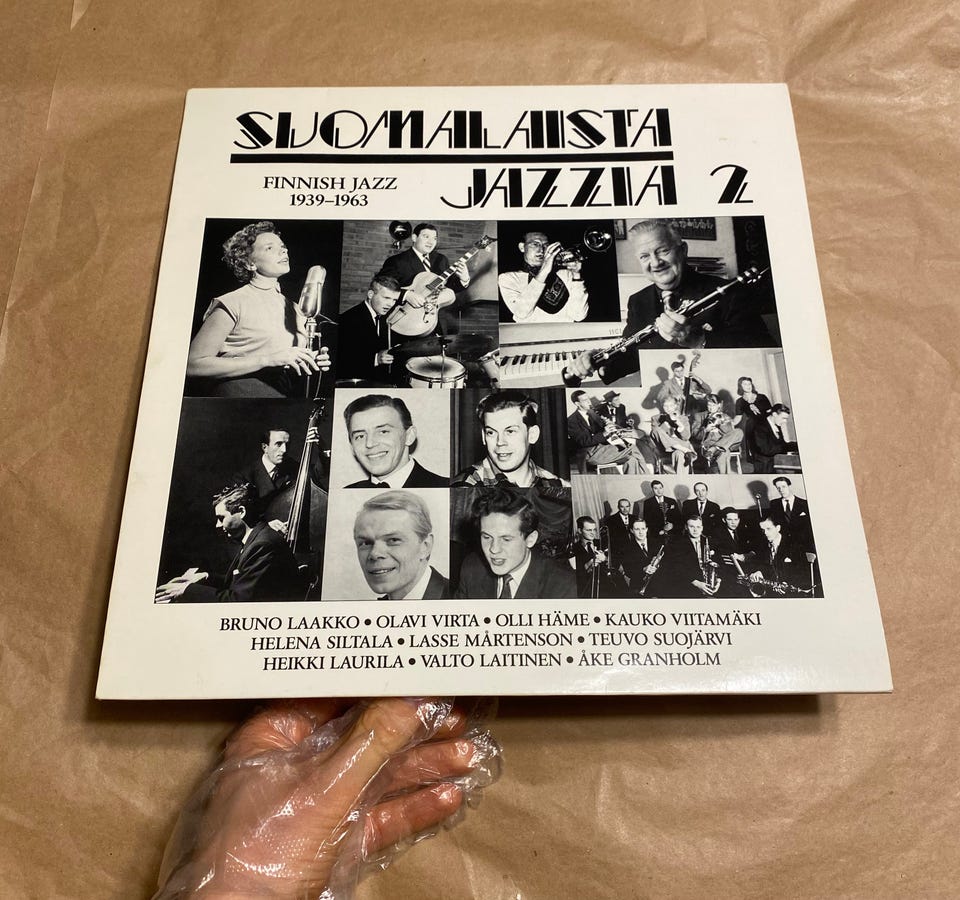 SUOMALAISTA
JAZZIA 2
FINNISH JAZZ
1939–1963
BRUNO LAAKKO • OLAVI VIRTA • OLLI HÄME • KAUKO VIITAMÄKI
HELENA SILTALA • LASSE MÅRTENSON • TEUVO SUOJÄRVI
HEIKKI LAURILA • VALTO LAITINEN • ÅKE GRANHOLM